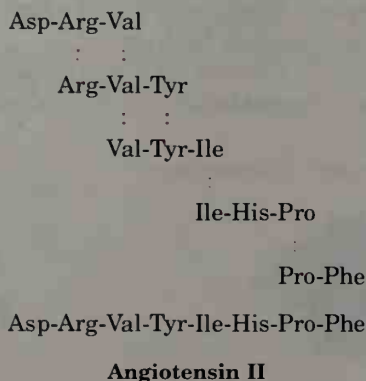 Asp-Arg-Val
: :
Arg-Val-Tyr
: :
Val-Tyr-Ile
:
Ile-His-Pro
:
Pro-Phe
Asp-Arg-Val-Tyr-Ile-His-Pro-Phe
Angiotensin II